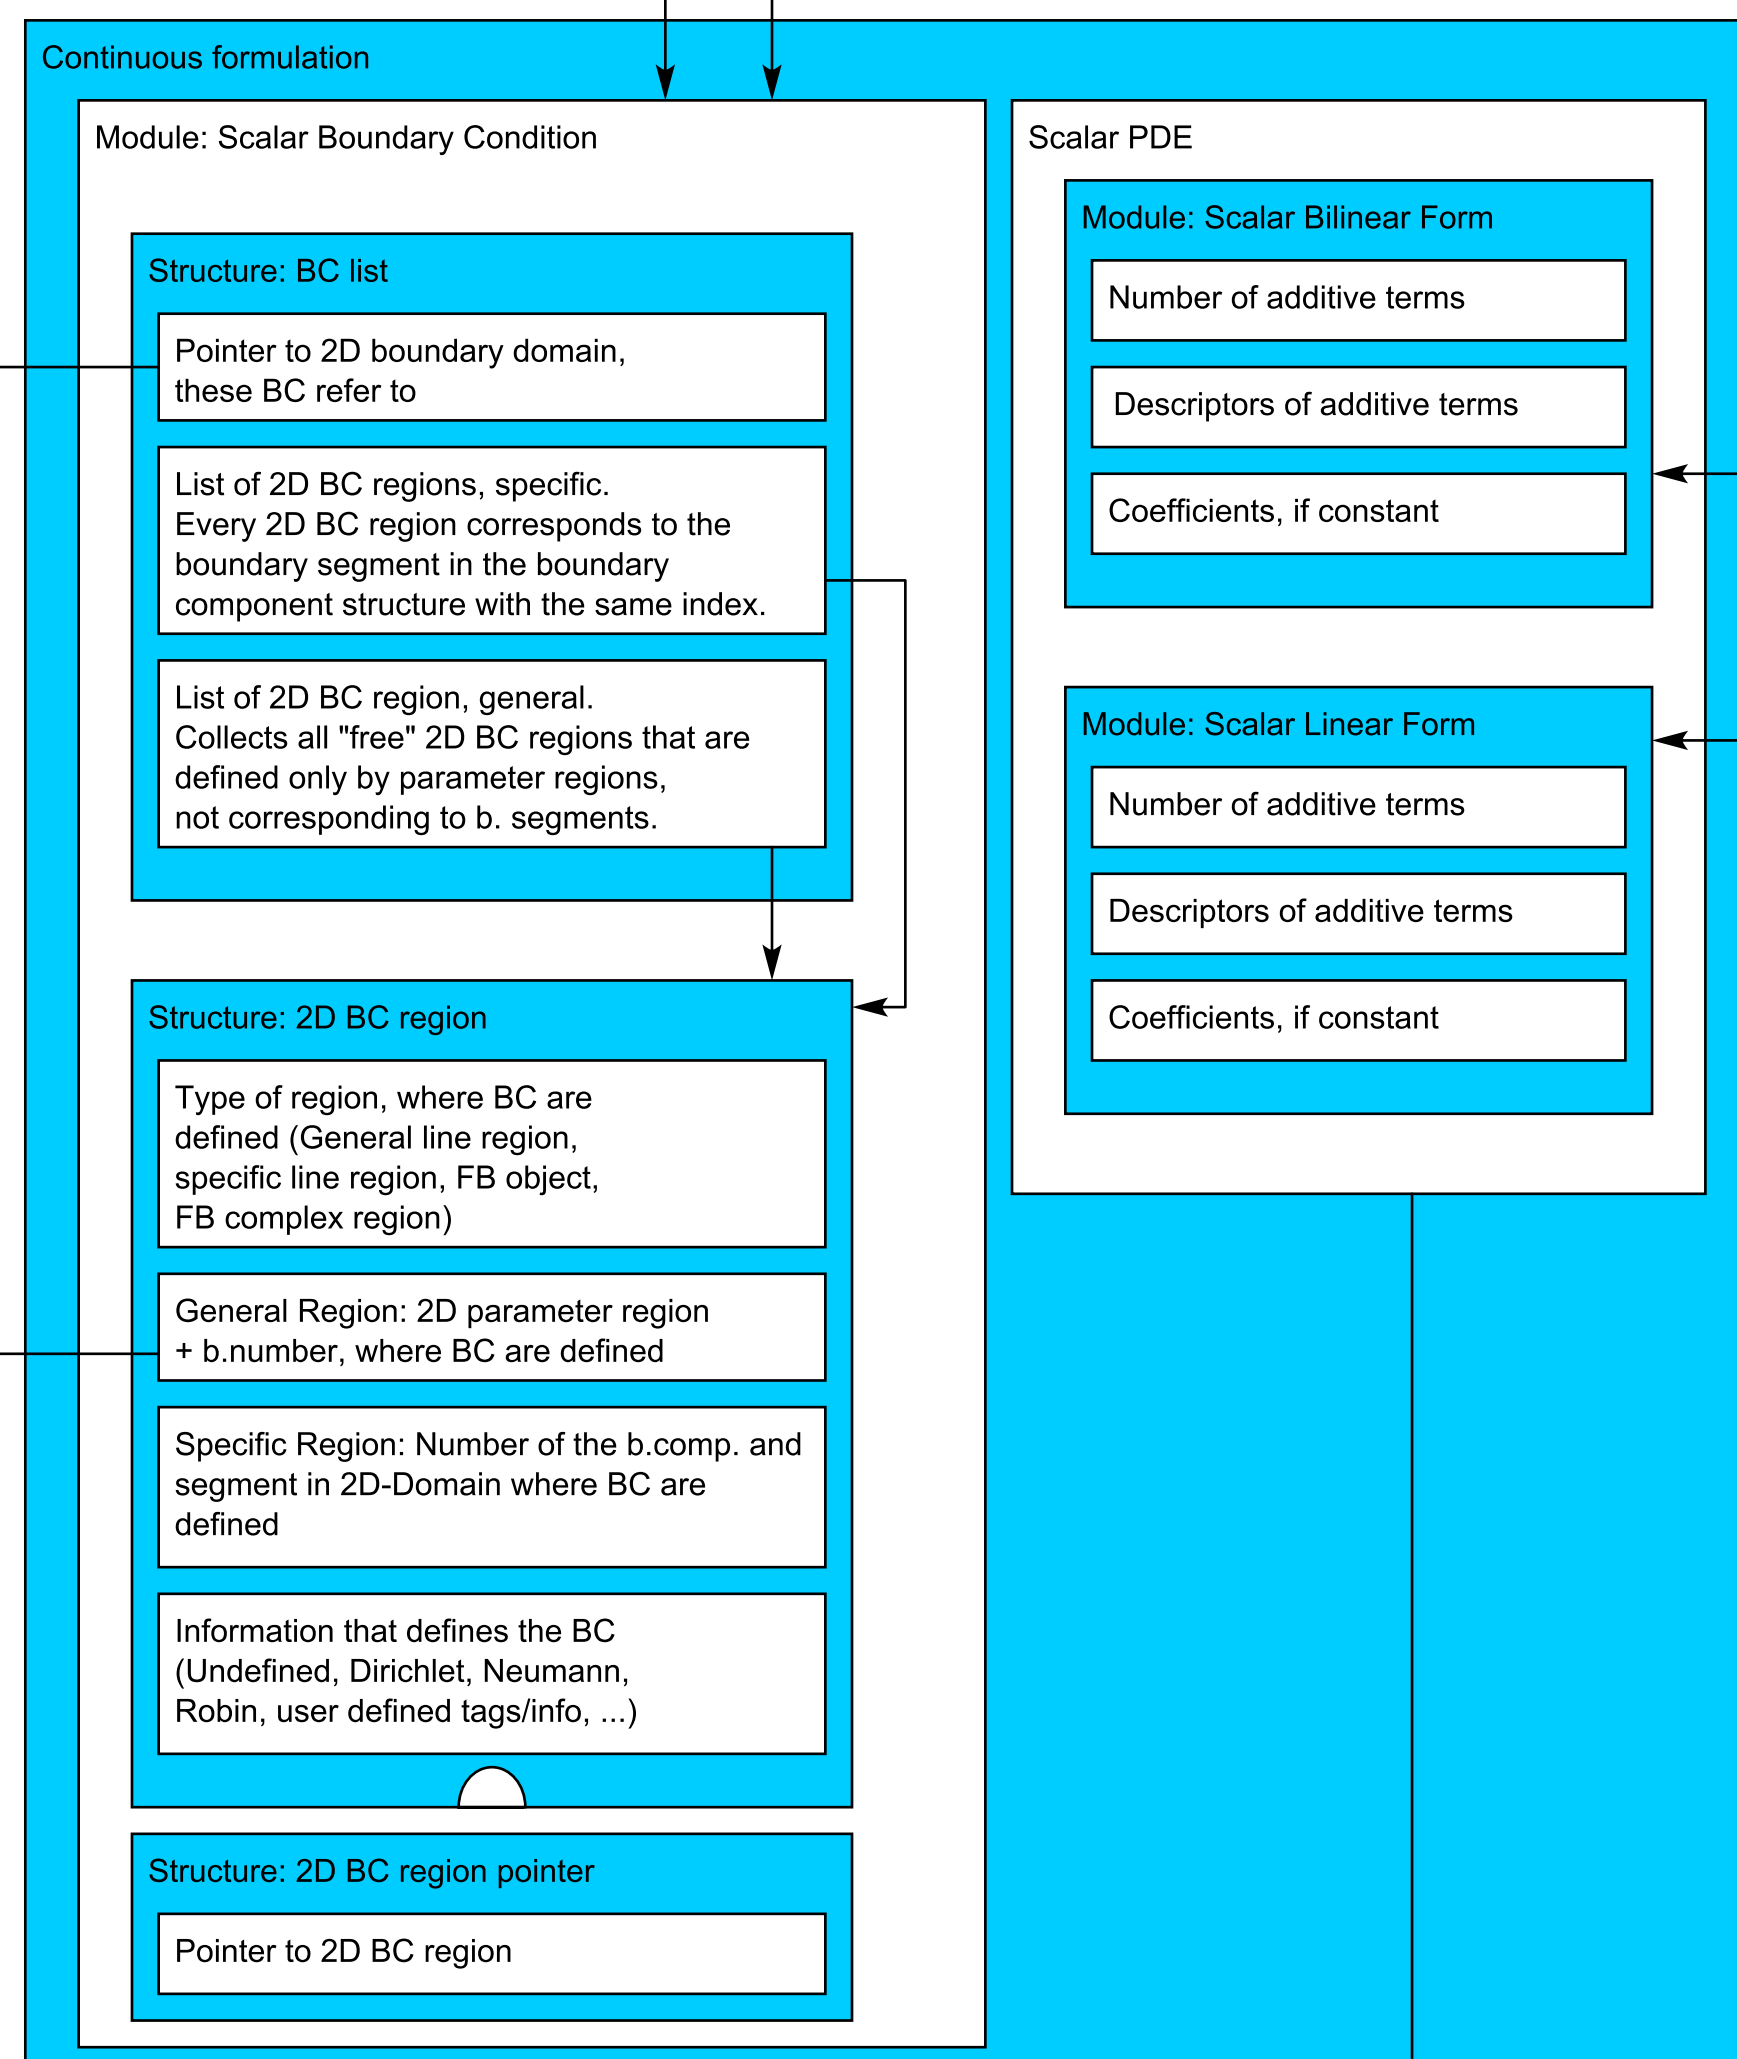 Continuous formulation
Module: Scalar Boundary Condition
Structure: BC list
Pointer to 2D boundary domain,
these BC refer to
List of 2D BC regions, specific.
Every 2D BC region corresponds to the
boundary segment in the boundary
component structure with the same index.
List of 2D BC region, general.
Collects all "free" 2D BC regions that are
defined only by parameter regions,
not corresponding to b. segments.
Structure: 2D BC region
Type of region, where BC are
defined (General line region,
specific line region, FB object,
FB complex region)
General Region: 2D parameter region
+ b.number, where BC are defined
Specific Region: Number of the b.comp. and
segment in 2D-Domain where BC are
defined
Information that defines the BC
(Undefined, Dirichlet, Neumann,
Robin, user defined tags/info, ...)
Structure: 2D BC region pointer
Pointer to 2D BC region
Scalar PDE
Module: Scalar Bilinear Form
Number of additive terms
Descriptors of additive terms
Coefficients, if constant
Module: Scalar Linear Form
Number of additive terms
Descriptors of additive terms
Coefficients, if constant